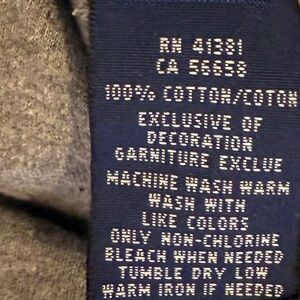 RN 41381
CA 56658
100% COTTON/COTON
EXCLUSIVE OF
DECORATION
GARNITURE EXCLUE
MACHINE WASH WARM
WASH WITH
LIKE COLORS
ONLY NON-CHLORINE
BLEACH WHEN NEEDED
TUMBLE DRY LOW
WARM IRON IF NEEDED